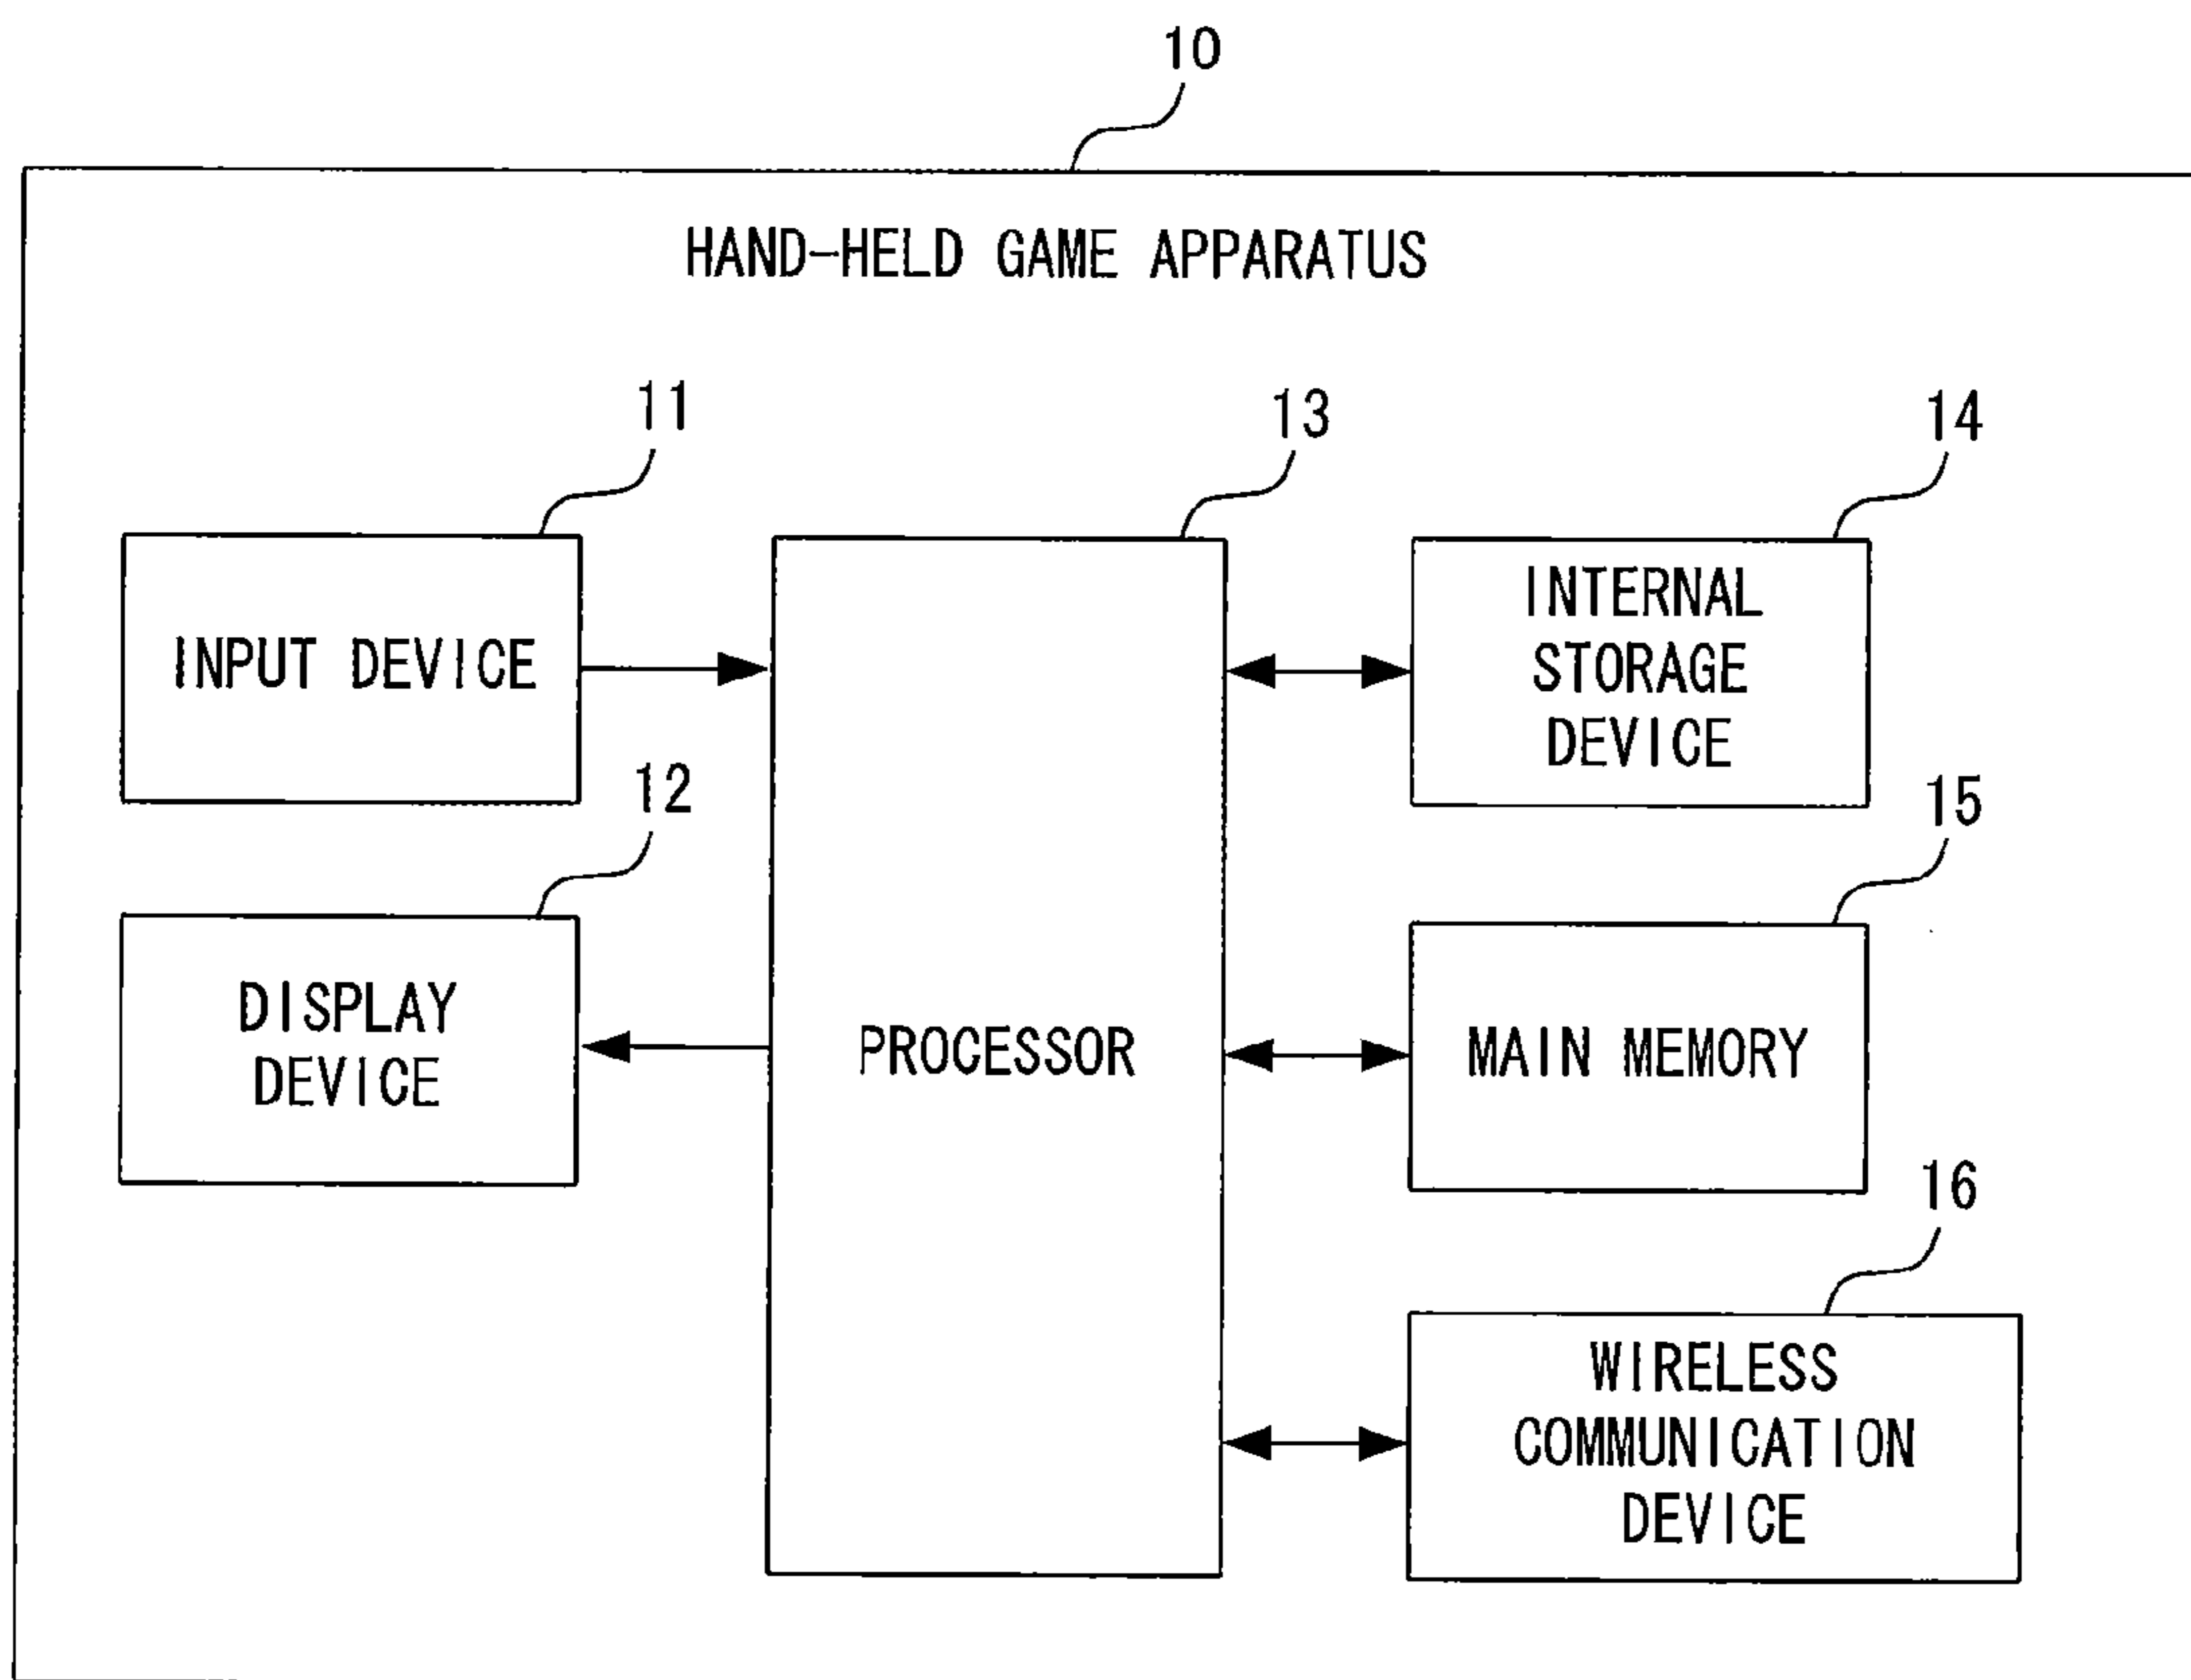 10
HAND-HELD GAME APPARATUS
11
13
14
INPUT DEVICE
INTERNAL
STORAGE
DEVICE
12
15
DISPLAY
DEVICE
PROCESSOR
MAIN MEMORY
16
WIRELESS
COMMUNICATION
DEVICE